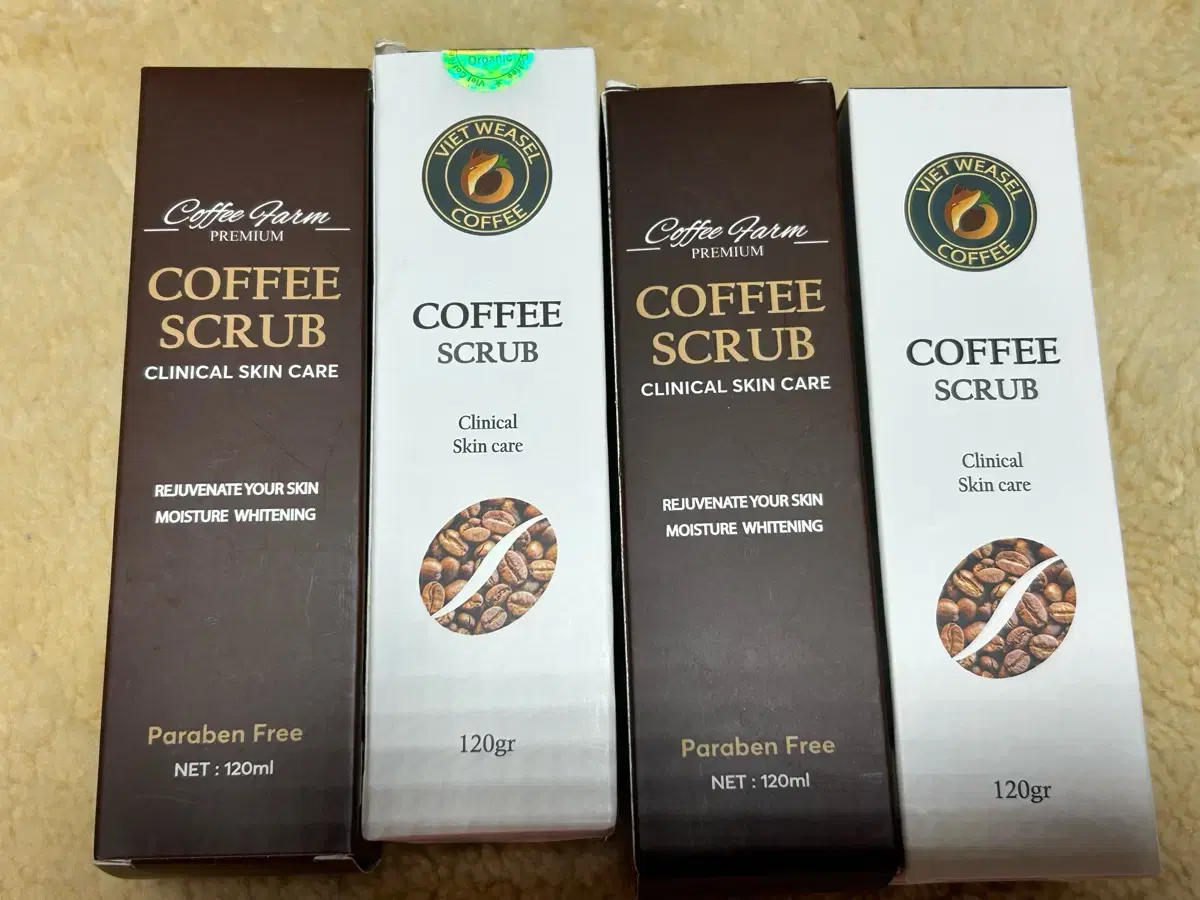 Coffee Farm
PREMIUM
COFFEE
SCRUB
CLINICAL SKIN CARE
REJUVENATE YOUR SKIN
MOISTURE WHITENING
Paraben Free
NET : 120ml
Organic
VIET WEASEL
COFFEE
COFFEE
SCRUB
Clinical
Skin care
120gr
Coffee Farm
PREMIUM
COFFEE
SCRUB
CLINICAL SKIN CARE
REJUVENATE YOUR SKIN
MOISTURE WHITENING
Paraben Free
NET : 120ml
VIET WEASEL
COFFEE
COFFEE
SCRUB
Clinical
Skin care
120gr